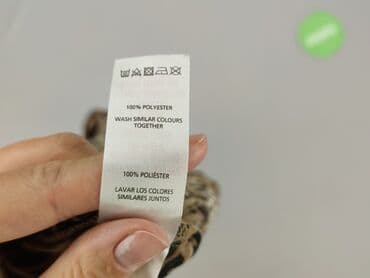 100% POLYESTER
WASH SIMILAR COLOURS
TOGETHER
100% POLIÉSTER
LAVAR LOS COLORES
SIMILARES JUNTOS